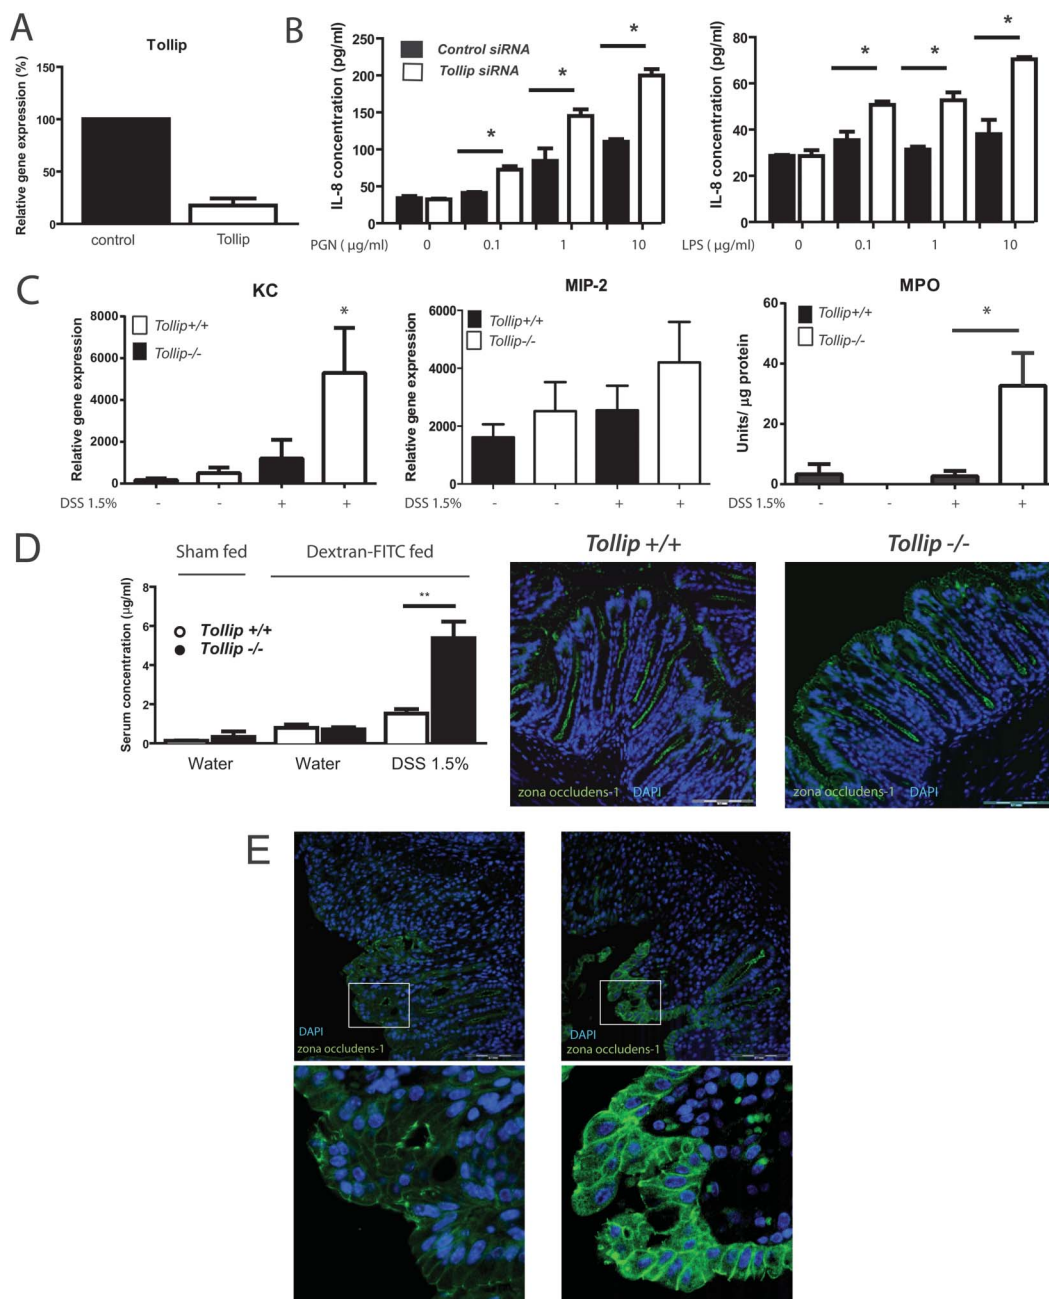 A
Tollip
Relative gene expression (%)
150
100
50
0
control
Tollip
B
IL-8 concentration (pg/ml)
250
200
150
100
50
0
Control siRNA
Tollip siRNA
*
*
*
PGN ( µg/ml)
0
0.1
1
10
IL-8 concentration (pg/ml)
80
60
40
20
0
*
*
*
LPS ( µg/ml)
0
0.1
1
10
C
KC
Relative gene expression
8000
6000
4000
2000
0
Tollip+/+
Tollip-/-
*
DSS 1.5%
-
-
+
+
MIP-2
Relative gene expression
6000
4000
2000
0
Tollip+/+
Tollip-/-
DSS 1.5%
-
-
+
+
MPO
Units/ µg protein
60
40
20
0
Tollip+/+
Tollip-/-
*
DSS 1.5%
-
-
+
+
D
Sham fed
Dextran-FITC fed
Serum concentration (µg/ml)
8
6
4
2
0
Tollip +/+
Tollip -/-
**
Water
Water
DSS 1.5%
Tollip +/+
zona occludens-1 DAPI
Tollip -/-
zona occludens-1 DAPI
E
DAPI
zona occludens-1
DAPI
zona occludens-1